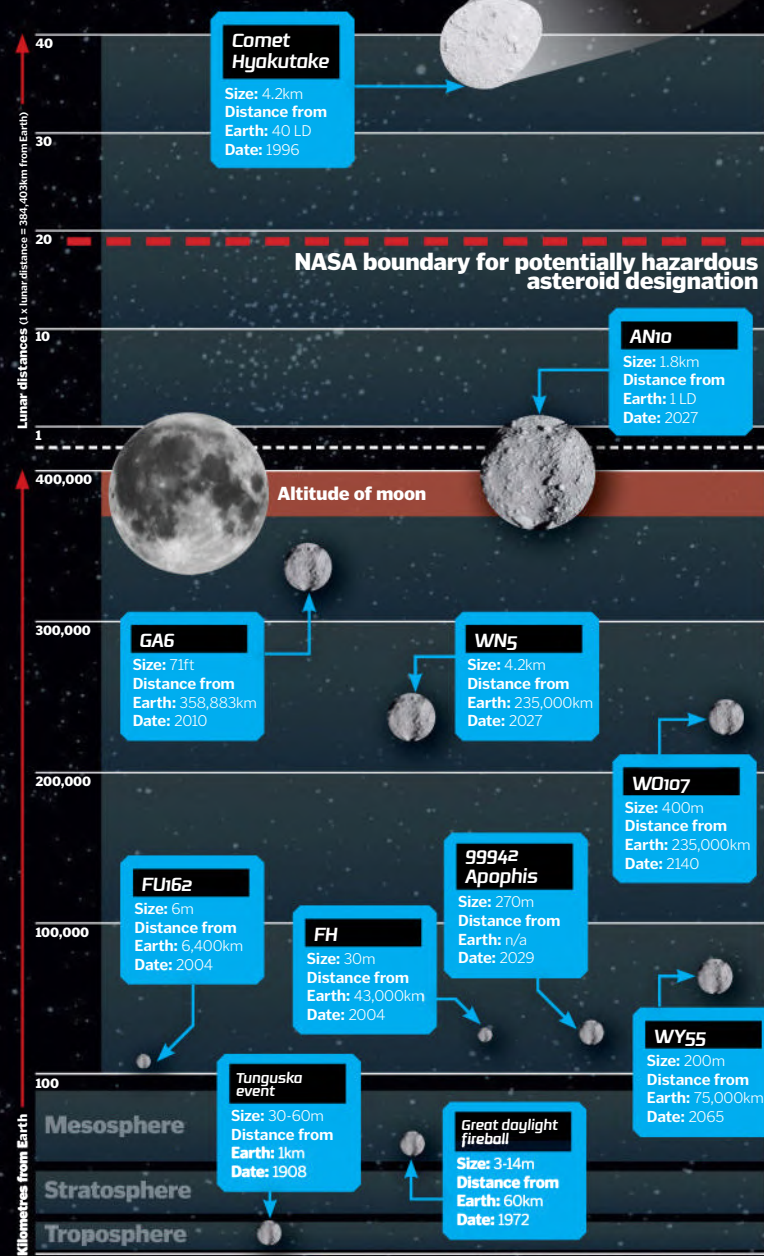 40
Comet
Hyakutake
Size: 4.2km
Distance from
Earth: 40 LD
Date: 1996
30
20
NASA boundary for potentially hazardous
asteroid designation
10
AN10
Size: 1.8km
Distance from
Earth: 1 LD
Date: 2027
1
Lunar distances (1 x lunar distance = 384,403km from Earth)
400,000
Altitude of moon
300,000
GA6
Size: 71ft
Distance from
Earth: 358,883km
Date: 2010
WN5
Size: 4.2km
Distance from
Earth: 235,000km
Date: 2027
200,000
WO107
Size: 400m
Distance from
Earth: 235,000km
Date: 2140
99942
Apophis
Size: 270m
Distance from
Earth: n/a
Date: 2029
FU162
Size: 6m
Distance from
Earth: 6,400km
Date: 2004
100,000
FH
Size: 30m
Distance from
Earth: 43,000km
Date: 2004
WY55
Size: 200m
Distance from
Earth: 75,000km
Date: 2065
100
Tunguska
event
Size: 30-60m
Distance from
Earth: 1km
Date: 1908
Great daylight
fireball
Size: 3-14m
Distance from
Earth: 60km
Date: 1972
Mesosphere
Stratosphere
Troposphere
Kilometres from Earth